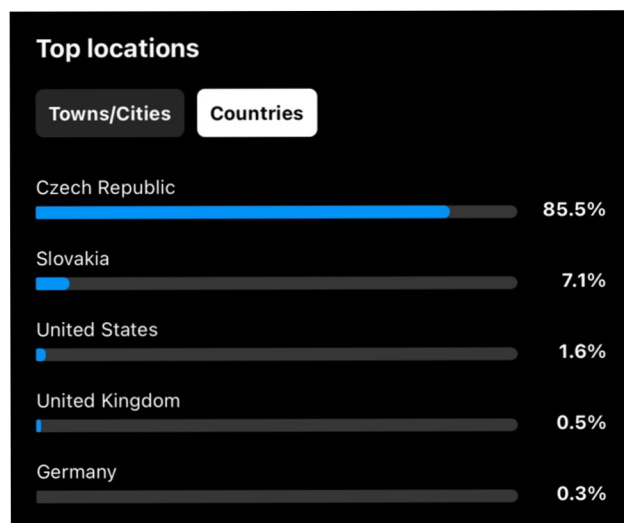 Top locations
Towns/Cities Countries
Czech Republic
85.5%
Slovakia
7.1%
United States
1.6%
United Kingdom
0.5%
Germany
0.3%